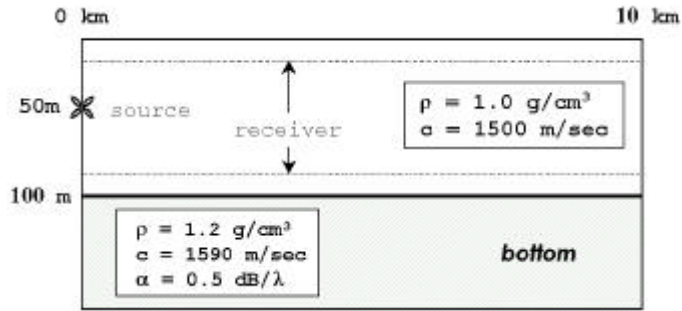 0 km
10 km
50m
source
receiver
ρ = 1.0 g/cm³
c = 1500 m/sec
100 m
ρ = 1.2 g/cm³
c = 1590 m/sec
α = 0.5 dB/λ
bottom